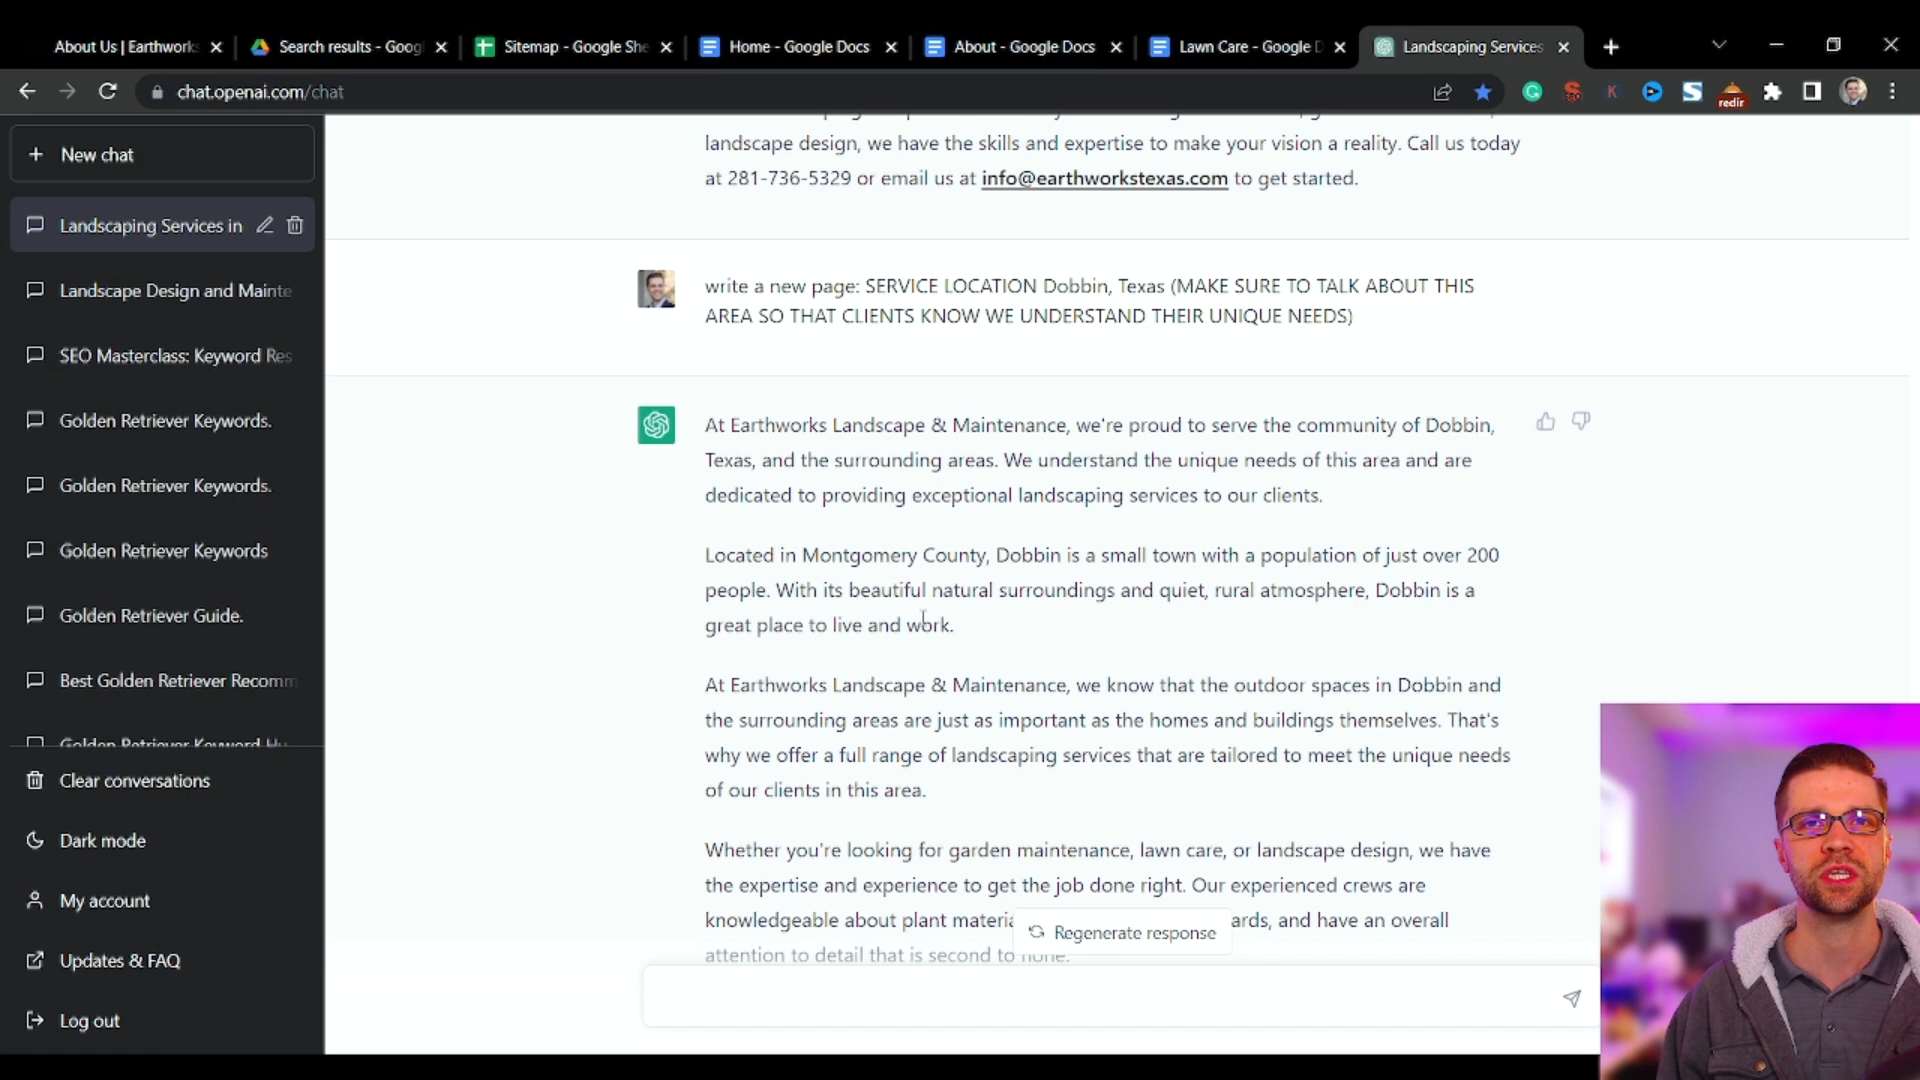 About Us | Earthworks
Search results - Goog
Sitemap - Google She
Home - Google Docs
About - Google Docs
Lawn Care - Google D
Landscaping Services
chat.openai.com/chat
redir
New chat
Landscaping Services in
Landscape Design and Mainte
SEO Masterclass: Keyword Res
Golden Retriever Keywords.
Golden Retriever Keywords.
Golden Retriever Keywords
Golden Retriever Guide.
Best Golden Retriever Recomm
Golden Retriever Keyword Hu
Clear conversations
Dark mode
My account
Updates & FAQ
Log out
landscape design, we have the skills and expertise to make your vision a reality. Call us today
at 281-736-5329 or email us at info@earthworkstexas.com to get started.
write a new page: SERVICE LOCATION Dobbin, Texas (MAKE SURE TO TALK ABOUT THIS
AREA SO THAT CLIENTS KNOW WE UNDERSTAND THEIR UNIQUE NEEDS)
At Earthworks Landscape & Maintenance, we're proud to serve the community of Dobbin,
Texas, and the surrounding areas. We understand the unique needs of this area and are
dedicated to providing exceptional landscaping services to our clients.
Located in Montgomery County, Dobbin is a small town with a population of just over 200
people. With its beautiful natural surroundings and quiet, rural atmosphere, Dobbin is a
great place to live and work.
At Earthworks Landscape & Maintenance, we know that the outdoor spaces in Dobbin and
the surrounding areas are just as important as the homes and buildings themselves. That's
why we offer a full range of landscaping services that are tailored to meet the unique needs
of our clients in this area.
Whether you're looking for garden maintenance, lawn care, or landscape design, we have
the expertise and experience to get the job done right. Our experienced crews are
knowledgeable about plant materia ards, and have an overall
Regenerate response
attention to detail that is second to none.